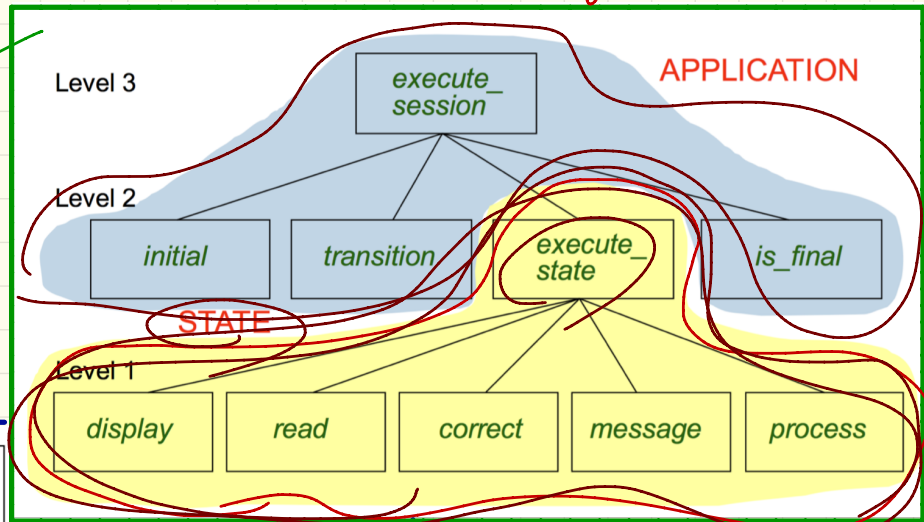 Level 3
execute_
session
APPLICATION
Level 2
initial
transition
execute_
state
is_final
STATE
Level 1
display
read
correct
message
process